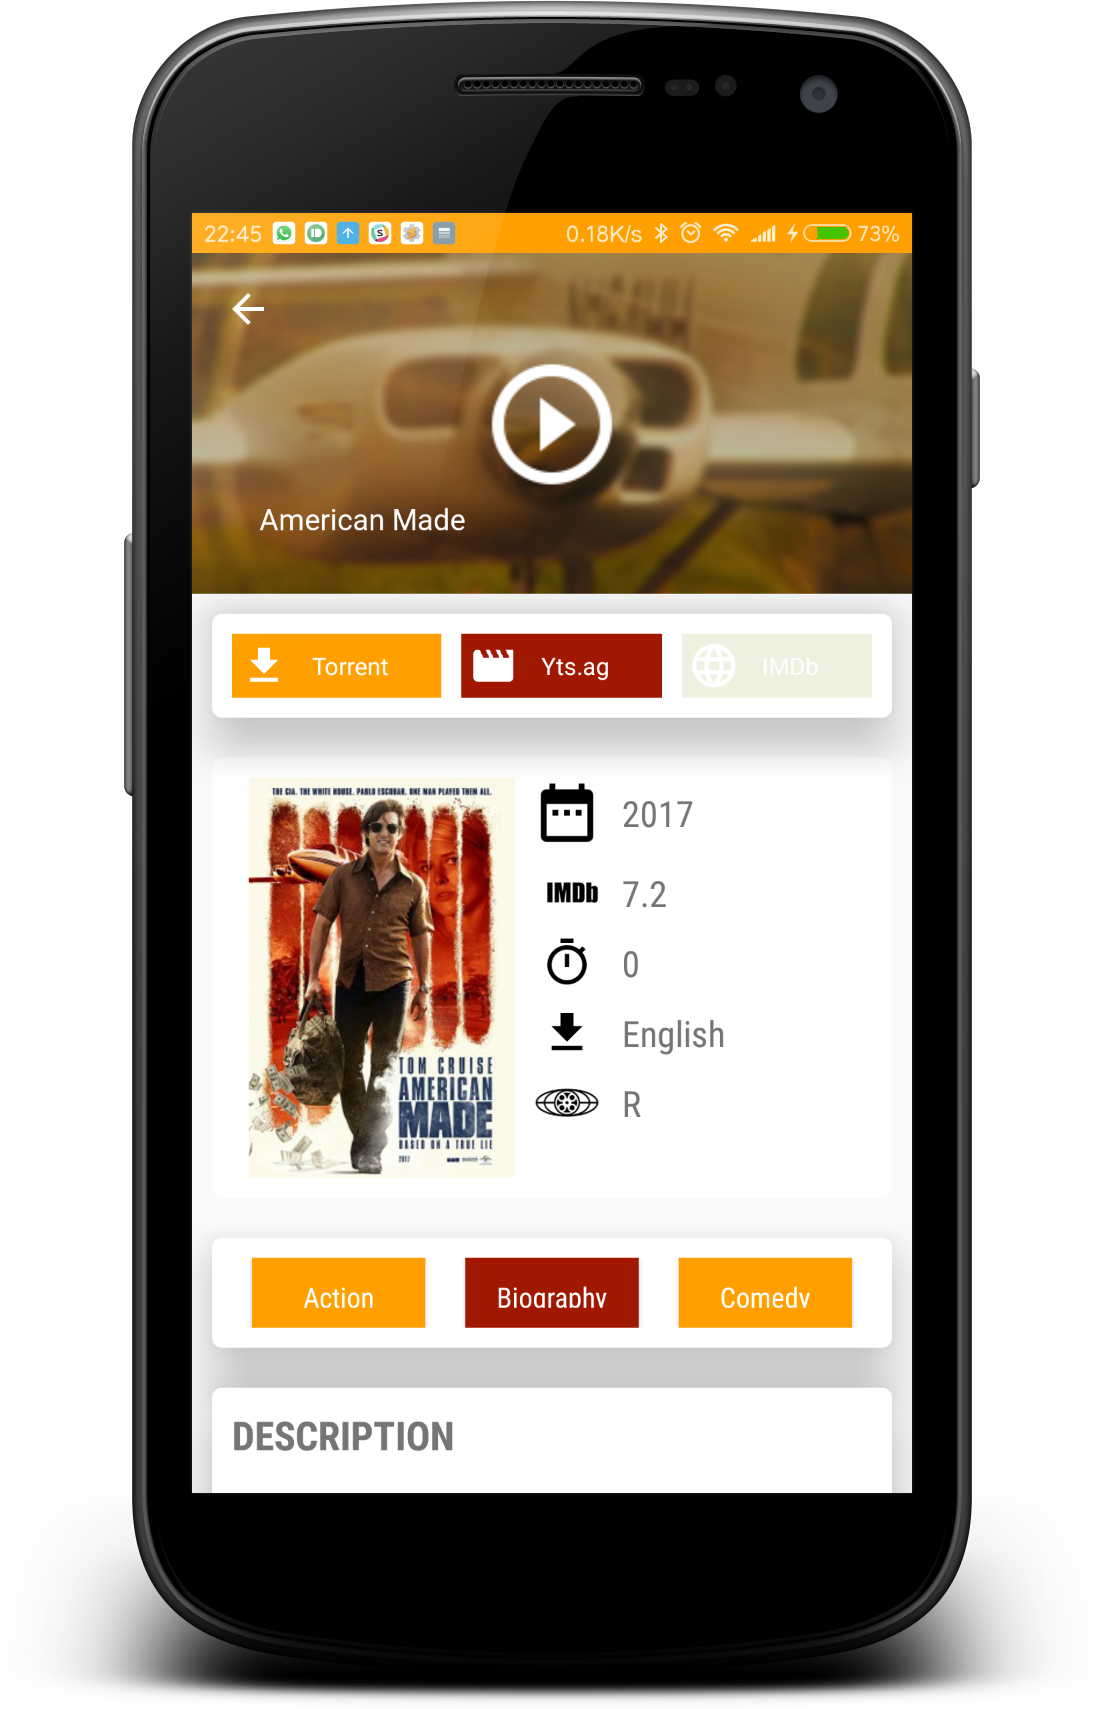 22:45 0.18K/s 73%
American Made
Torrent Yts.ag IMDb
THE CIA. THE WHITE HOUSE. PABLO ESCOBAR. ONE MAN PLAYED THEM ALL.
TOM CRUISE
AMERICAN
MADE
BASED ON A TRUE LIE
2017
2017
IMDb 7.2
0
English
R
Action Biography Comedy
DESCRIPTION